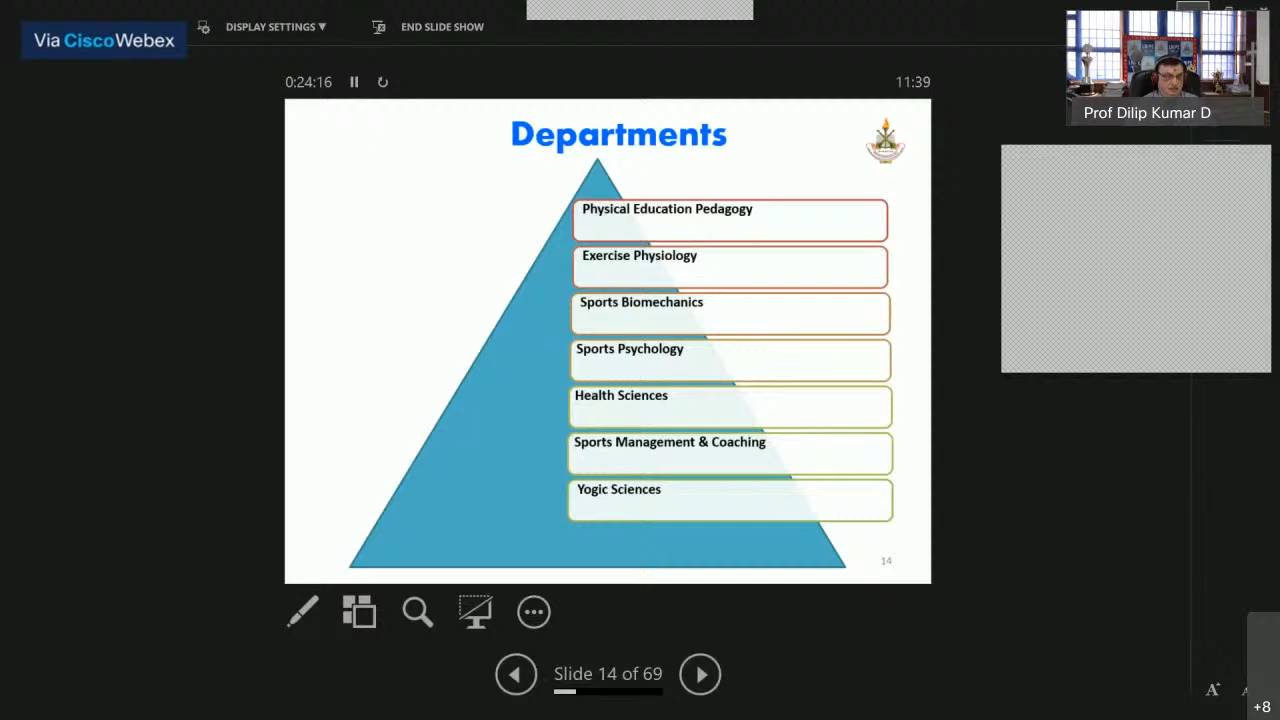 Via CiscoWebex
DISPLAY SETTINGS ▼
END SLIDE SHOW
Prof Dilip Kumar D
0:24:16
11:39
Departments
Physical Education Pedagogy
Exercise Physiology
Sports Biomechanics
Sports Psychology
Health Sciences
Sports Management & Coaching
Yogic Sciences
14
Slide 14 of 69
A
+8